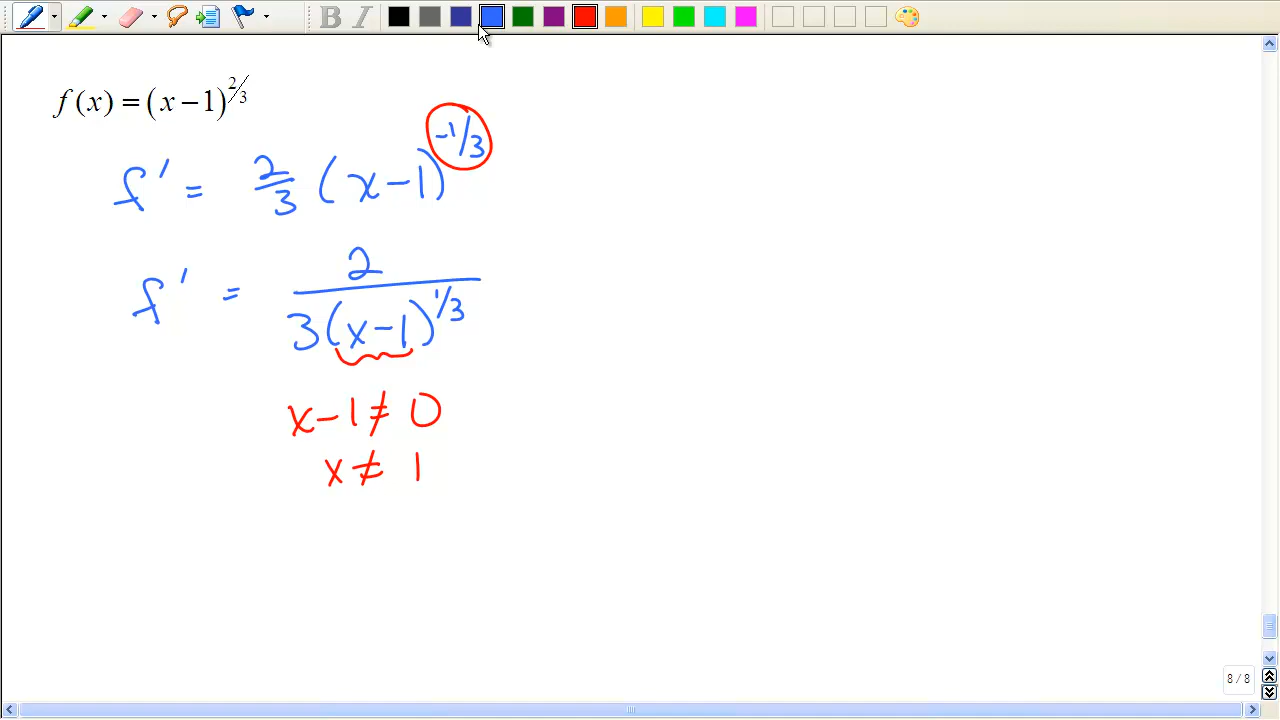 B I
f(x) = (x−1)^{2/3}
f' = 2/3 (x−1)^{-1/3}
f' = 2/(3(x−1)^{1/3})
x−1 ≠ 0
x ≠ 1
8/8